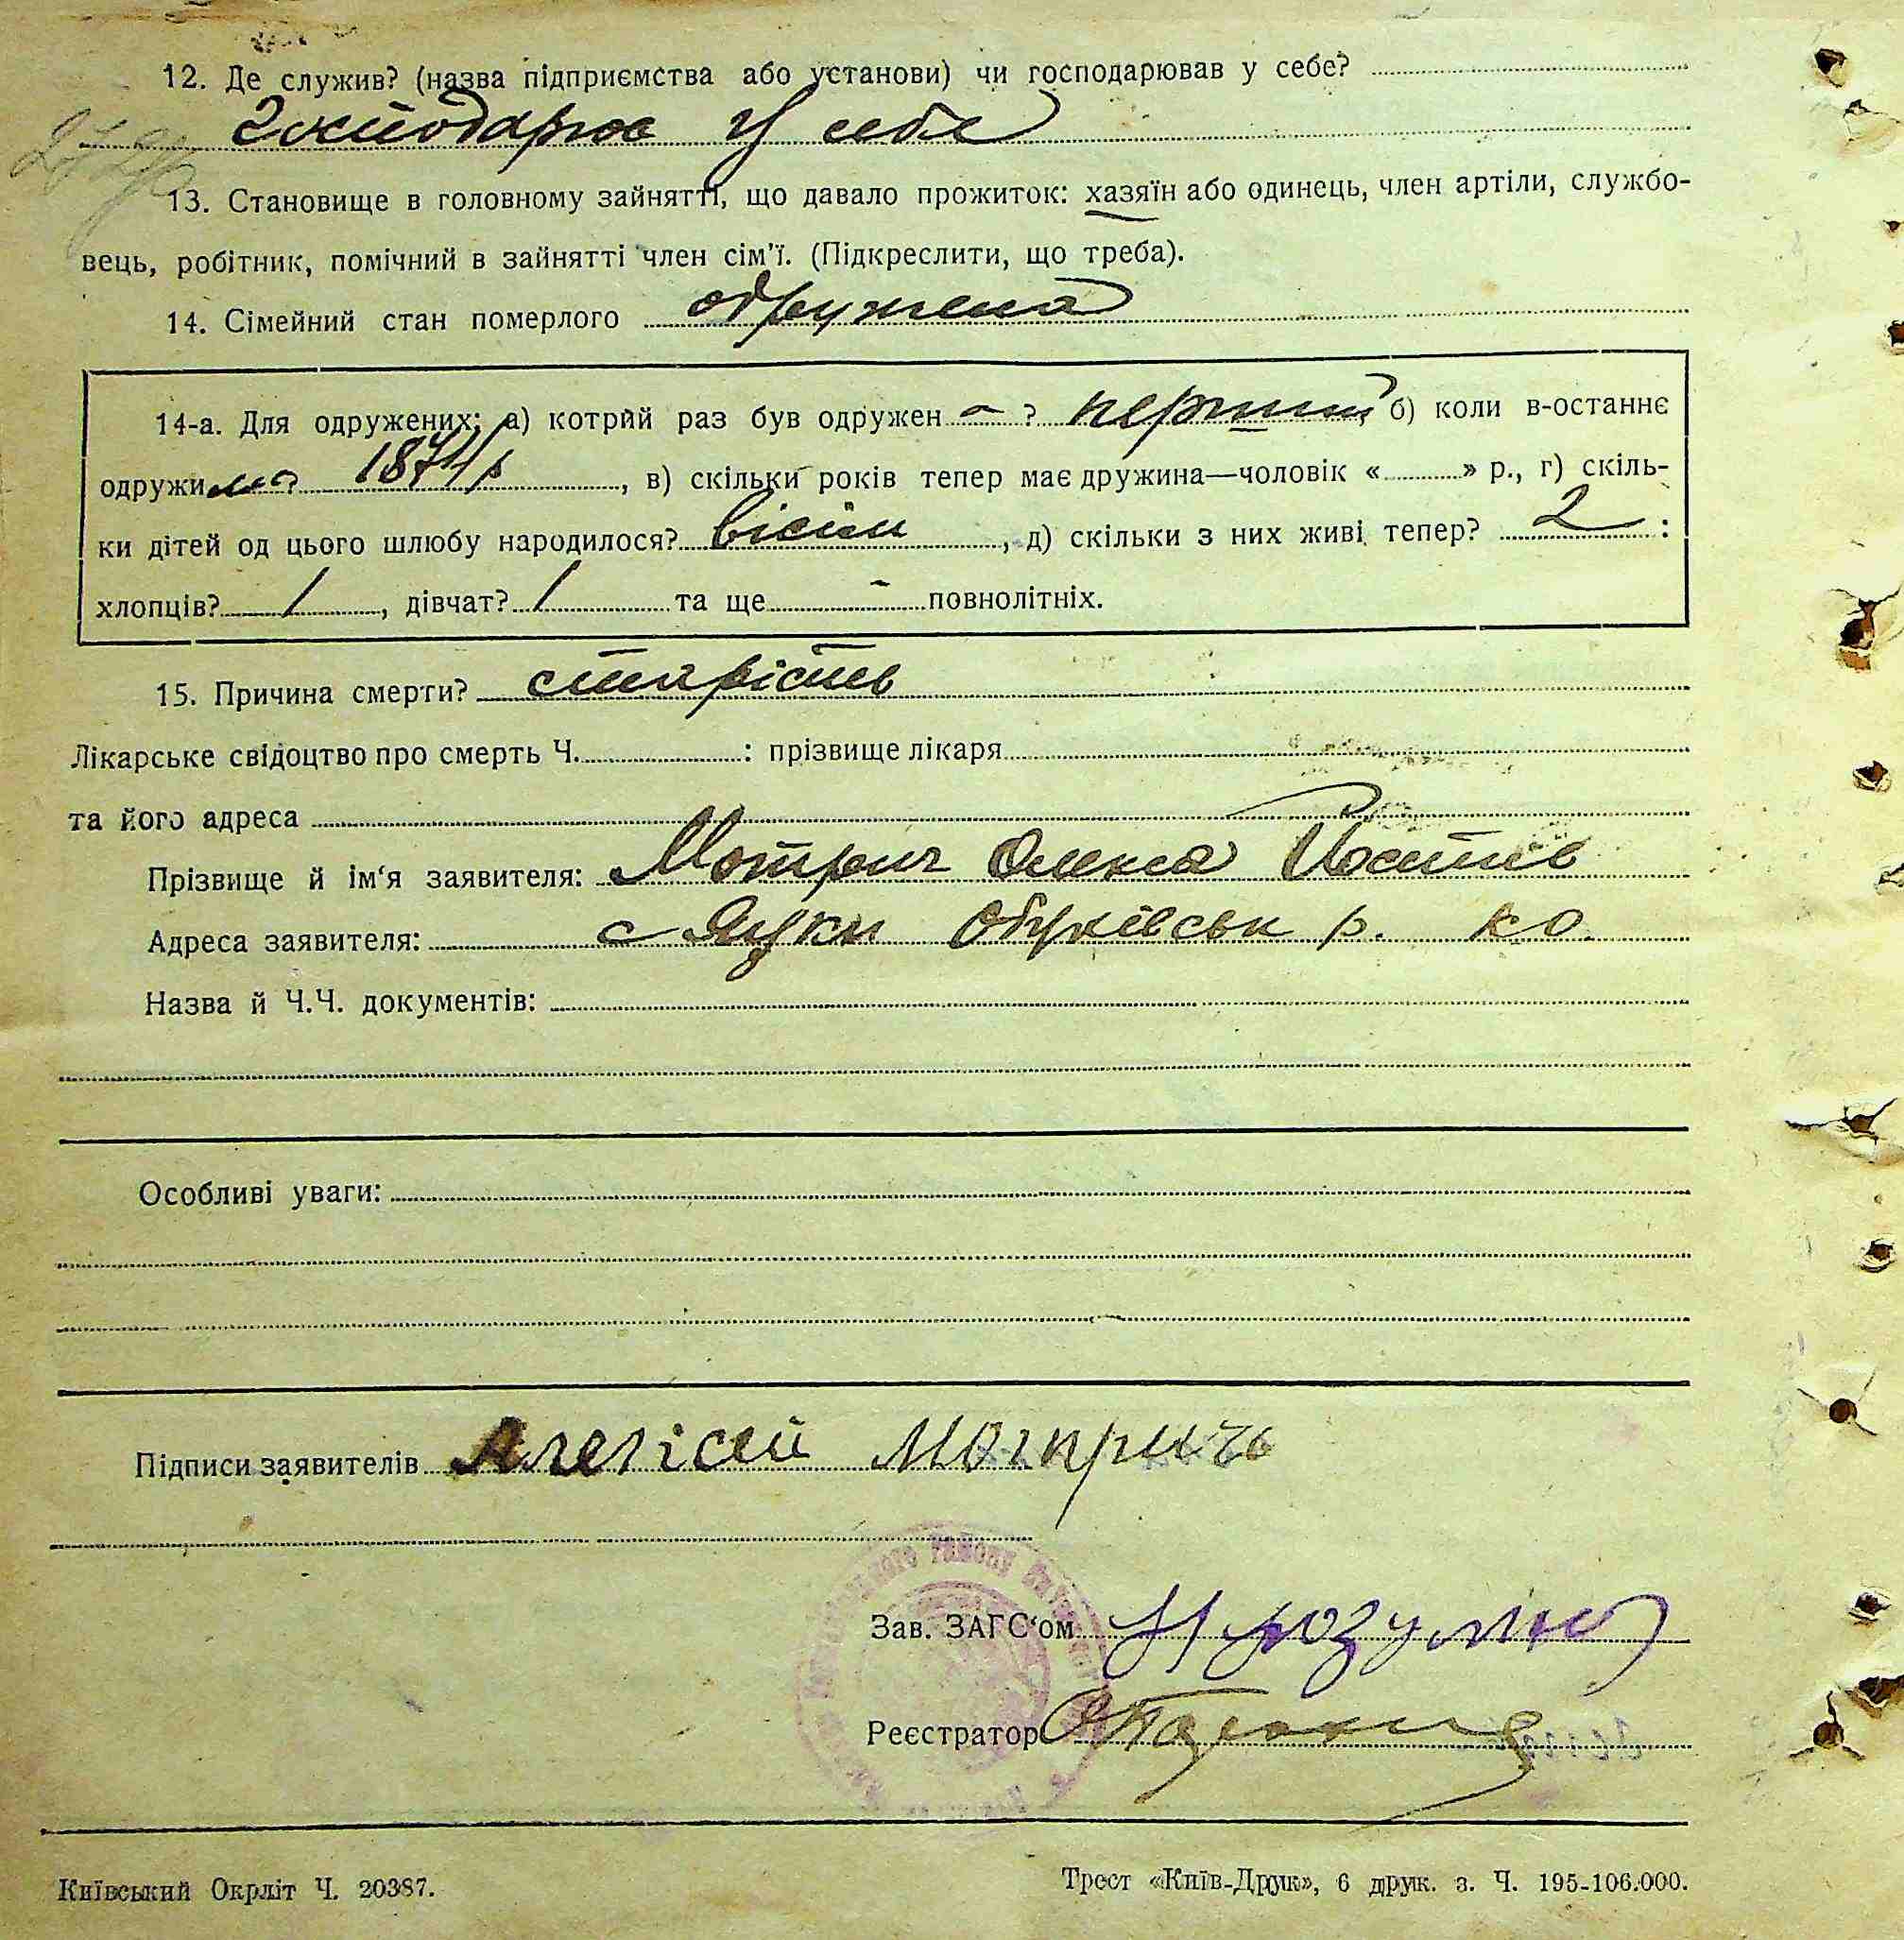 12. Де служив? (назва підприємства або установи) чи господарював у себе?
Господарює у себе
13. Становище в головному зайнятті, що давало прожиток: хазяїн або одинець, член артіли, службо-
вець, робітник, помічний в зайнятті член сім'ї. (Підкреслити, що треба).
14. Сімейний стан померлого одружена
14-а. Для одружених: а) котрий раз був одружен - ? перший, б) коли в-останнє
одружилась 1874 р, в) скільки років тепер має дружина—чоловік « » р., г) скіль-
ки дітей од цього шлюбу народилося? вісім, д) скільки з них живі тепер? 2 :
хлопців? 1, дівчат? 1 та ще - повнолітніх.
15. Причина смерти? старість
Лікарське свідоцтво про смерть Ч. : прізвище лікаря
та його адреса
Прізвище й ім'я заявителя: Мотрич Олекса
Адреса заявителя: с Яцки Обухівськ р. К О.
Назва й Ч.Ч. документів:
Особливі уваги:
Підписи заявителів Алексей Мотричь
Зав. ЗАГС'ом
Реєстратор
Київський Окрліт Ч. 20387.
Трест «Київ-Друк», 6 друк. з. Ч. 195-106.000.